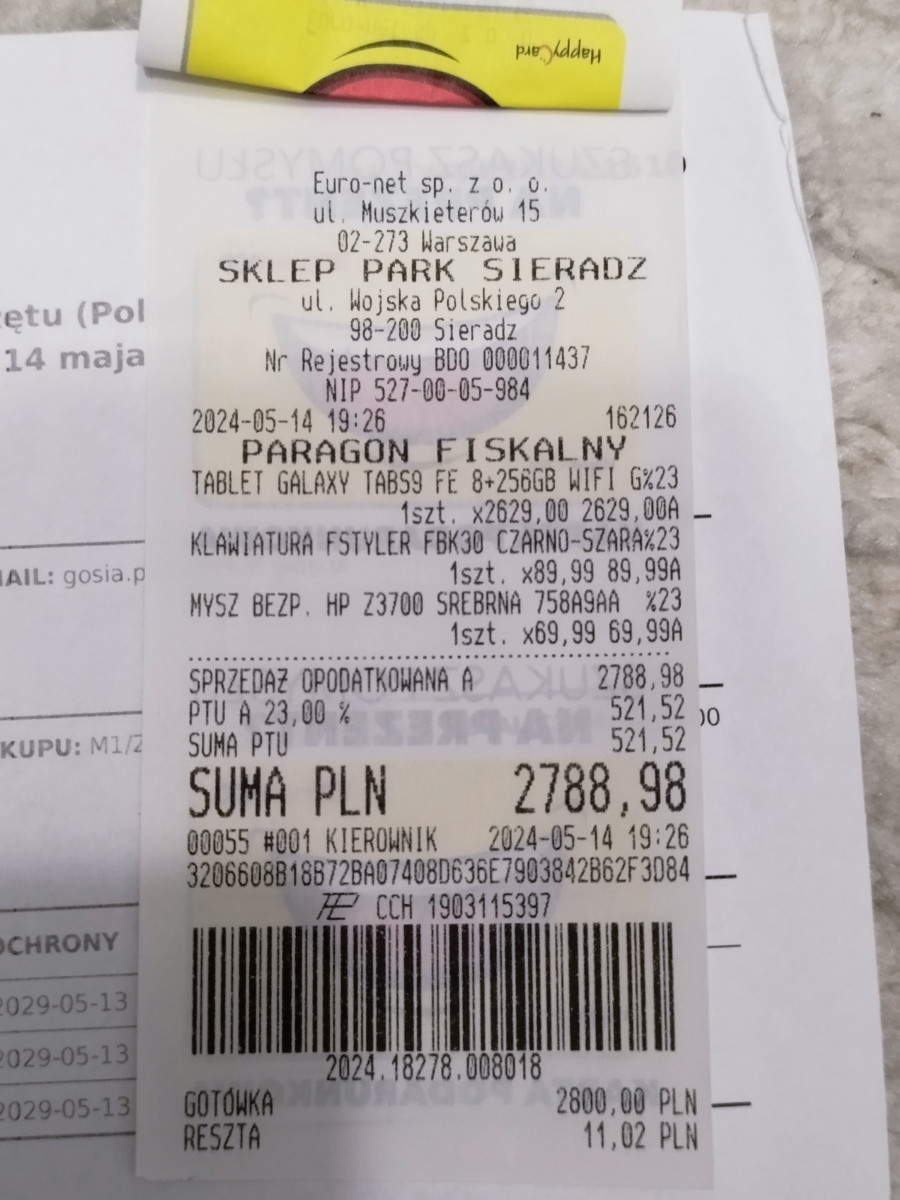 HappyCard
Euro-net sp. z o. o.
ul. Muszkieterów 15
02-273 Warszawa
SKLEP PARK SIERADZ
ul. Wojska Polskiego 2
98-200 Sieradz
Nr Rejestrowy BDO 000011437
NIP 527-00-05-984
2024-05-14 19:26 162126
PARAGON FISKALNY
TABLET GALAXY TABS9 FE 8+256GB WIFI G%23
1szt. x2629,00 2629,00A
KLAWIATURA FSTYLER FBK30 CZARNO-SZARA%23
1szt. x89,99 89,99A
MYSZ BEZP. HP Z3700 SREBRNA 758A9AA %23
1szt. x69,99 69,99A
SPRZEDAŻ OPODATKOWANA A 2788,98
PTU A 23,00 % 521,52
SUMA PTU 521,52
SUMA PLN 2788,98
00055 #001 KIEROWNIK 2024-05-14 19:26
3206608B18B72BA07408D636E7903842B62F3D84
CCH 1903115397
2024.18278.008018
GOTÓWKA 2800,00 PLN
RESZTA 11,02 PLN
(Pol
14 maja
gosia.p
KUPU: M1/Z
OCHRONY
2029-05-13
2029-05-13
2029-05-13